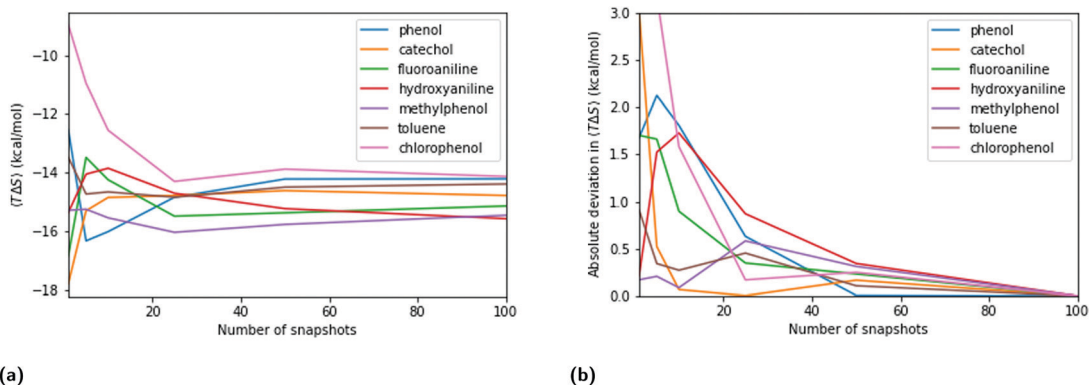 −10
−12
−14
−16
−18
⟨TΔS⟩ (kcal/mol)
phenol
catechol
fluoroaniline
hydroxyaniline
methylphenol
toluene
chlorophenol
20
40
60
80
100
Number of snapshots
(a)
3.0
2.5
2.0
1.5
1.0
0.5
0.0
Absolute deviation in ⟨TΔS⟩ (kcal/mol)
phenol
catechol
fluoroaniline
hydroxyaniline
methylphenol
toluene
chlorophenol
20
40
60
80
100
Number of snapshots
(b)